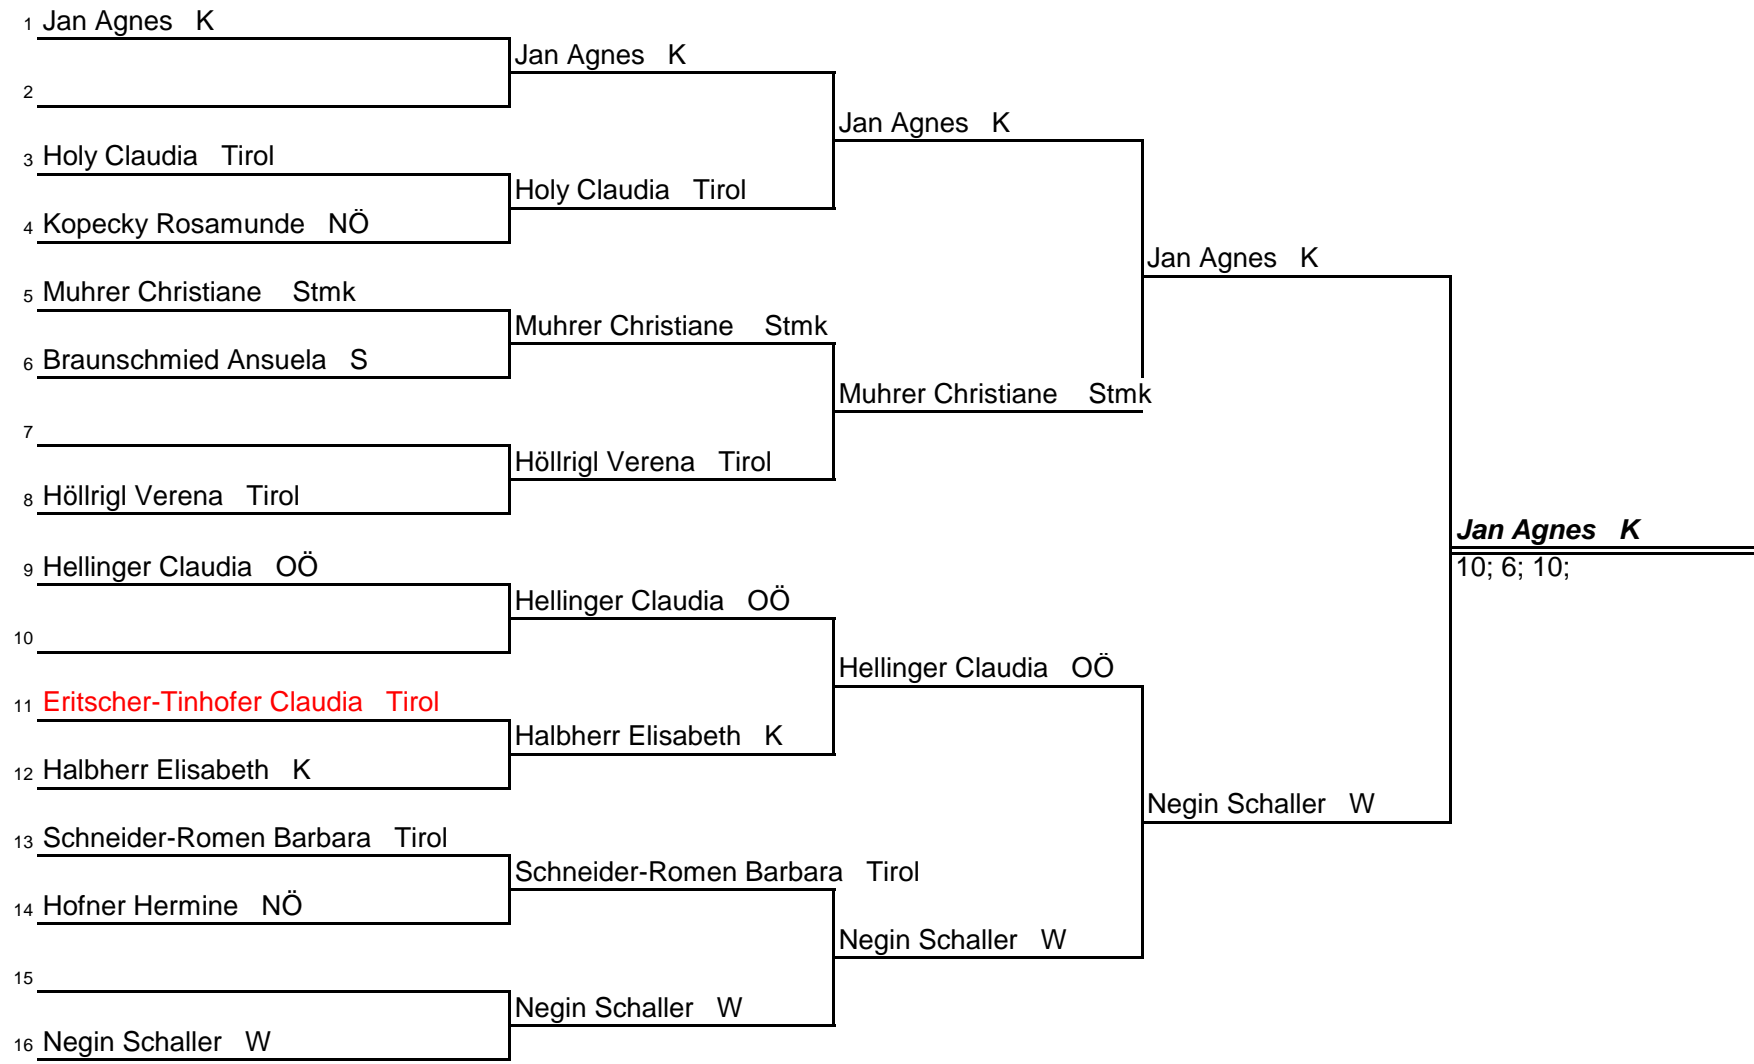 1 Jan Agnes K
Jan Agnes K
2
Jan Agnes K
3 Holy Claudia Tirol
Holy Claudia Tirol
4 Kopecky Rosamunde NÖ
Jan Agnes K
5 Muhrer Christiane Stmk
Muhrer Christiane Stmk
6 Braunschmied Ansuela S
Muhrer Christiane Stmk
7
Höllrigl Verena Tirol
8 Höllrigl Verena Tirol
Jan Agnes K
10; 6; 10;
9 Hellinger Claudia OÖ
Hellinger Claudia OÖ
10
Hellinger Claudia OÖ
11 Eritscher-Tinhofer Claudia Tirol
Halbherr Elisabeth K
12 Halbherr Elisabeth K
Negin Schaller W
13 Schneider-Romen Barbara Tirol
Schneider-Romen Barbara Tirol
14 Hofner Hermine NÖ
Negin Schaller W
15
Negin Schaller W
16 Negin Schaller W